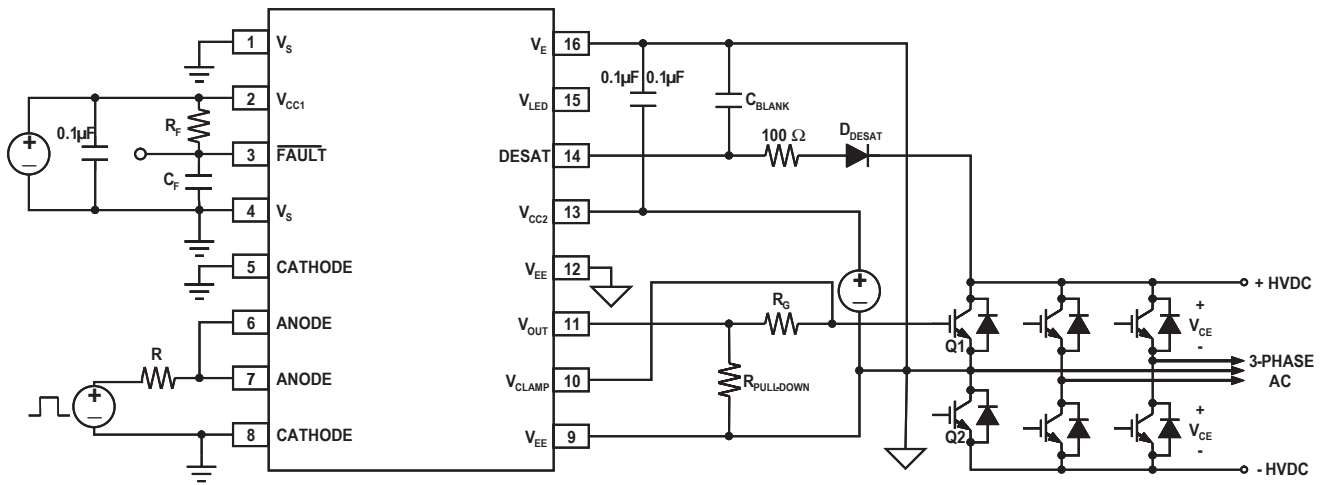 1 V_S
2 V_CC1
3 FAULT
4 V_S
5 CATHODE
6 ANODE
7 ANODE
8 CATHODE
V_E 16
V_LED 15
DESAT 14
V_CC2 13
V_EE 12
V_OUT 11
V_CLAMP 10
V_EE 9
+
–
0.1µF
R_F
C_F
R
+
–
0.1µF 0.1µF
C_BLANK
100 Ω
D_DESAT
+
–
R_G
R_PULL-DOWN
Q1
Q2
+ HVDC
+
V_CE
-
3-PHASE
AC
+
V_CE
-
- HVDC